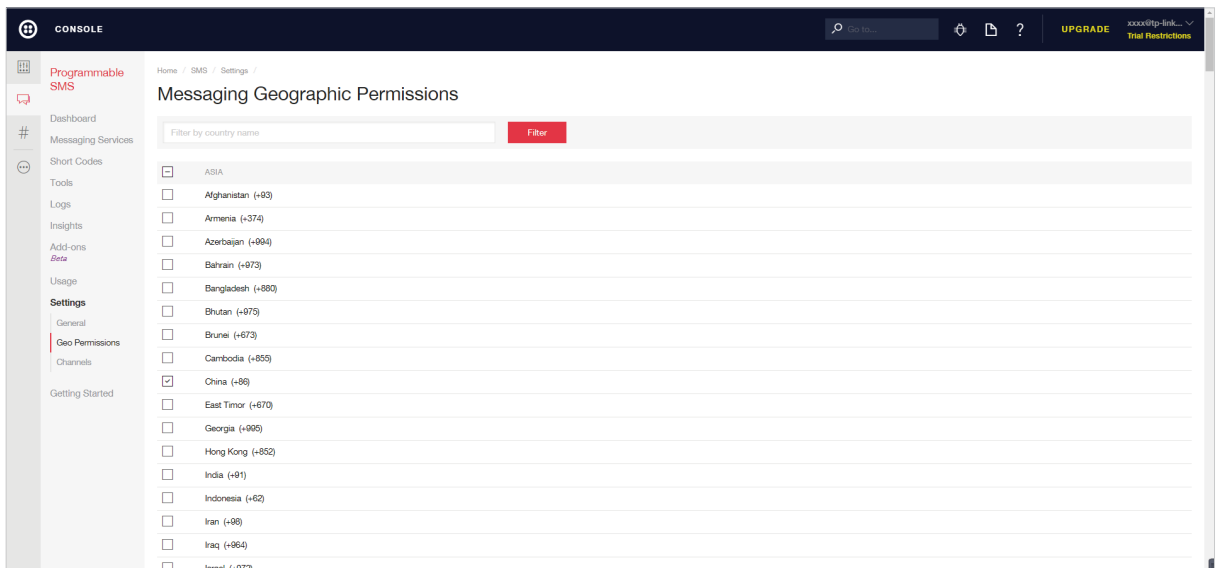 CONSOLE
Go to...
?
UPGRADE
xxxx@tp-link...
Trial Restrictions
Programmable
SMS
Dashboard
Messaging Services
Short Codes
Tools
Logs
Insights
Add-ons
Beta
Usage
Settings
General
Geo Permissions
Channels
Getting Started
#
Home / SMS / Settings /
Messaging Geographic Permissions
Filter by country name
Filter
ASIA
Afghanistan (+93)
Armenia (+374)
Azerbaijan (+994)
Bahrain (+973)
Bangladesh (+880)
Bhutan (+975)
Brunei (+673)
Cambodia (+855)
China (+86)
East Timor (+670)
Georgia (+995)
Hong Kong (+852)
India (+91)
Indonesia (+62)
Iran (+98)
Iraq (+964)
Israel (+972)